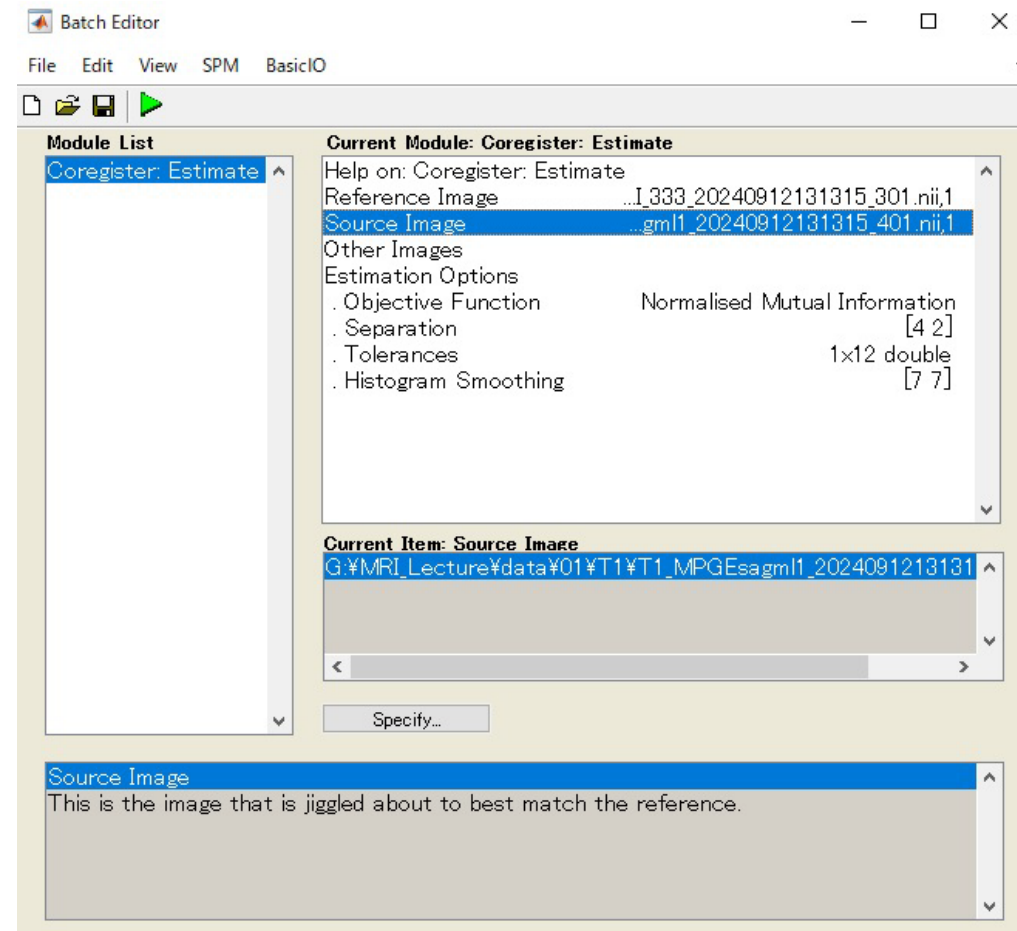 Batch Editor
File Edit View SPM BasicIO
Module List
Coregister: Estimate
Current Module: Coregister: Estimate
Help on: Coregister: Estimate
Reference Image ...I_333_20240912131315_301.nii,1
Source Image ...gml1_20240912131315_401.nii,1
Other Images
Estimation Options
. Objective Function Normalised Mutual Information
. Separation [4 2]
. Tolerances 1×12 double
. Histogram Smoothing [7 7]
Current Item: Source Image
G:¥MRI_Lecture¥data¥01¥T1¥T1_MPGEsagml1_2024091213131
Specify...
Source Image
This is the image that is jiggled about to best match the reference.